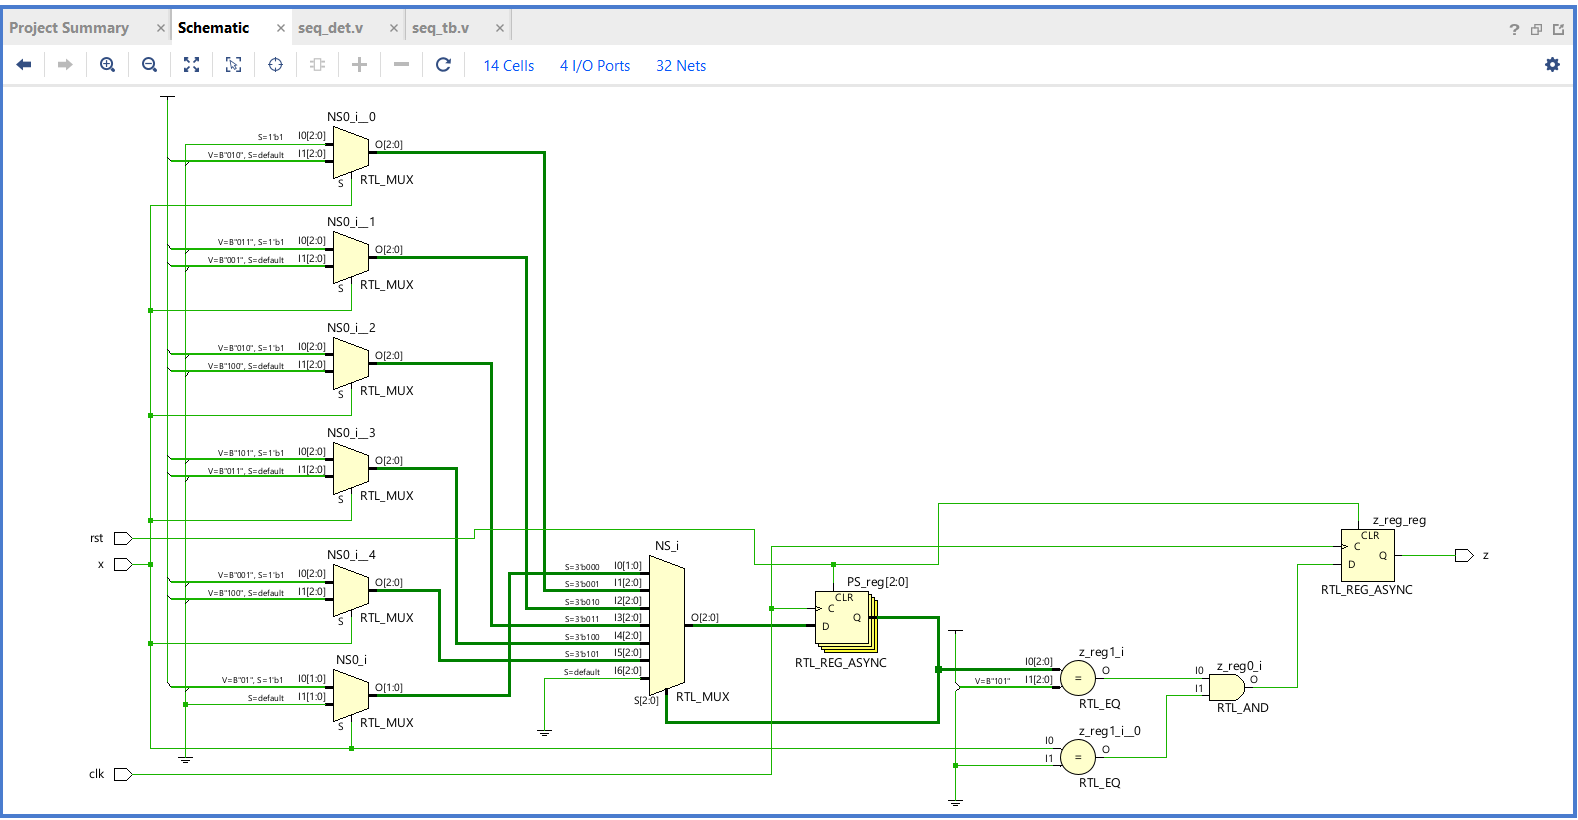 Project Summary × Schematic × seq_det.v × seq_tb.v ×
?
14 Cells 4 I/O Ports 32 Nets
NS0_i__0
S=1'b1 I0[2:0]
V=B"010", S=default I1[2:0]
O[2:0]
S
RTL_MUX
NS0_i__1
V=B"011", S=1'b1 I0[2:0]
V=B"001", S=default I1[2:0]
O[2:0]
S
RTL_MUX
NS0_i__2
V=B"010", S=1'b1 I0[2:0]
V=B"100", S=default I1[2:0]
O[2:0]
S
RTL_MUX
NS0_i__3
V=B"101", S=1'b1 I0[2:0]
V=B"011", S=default I1[2:0]
O[2:0]
S
RTL_MUX
rst
x
NS0_i__4
V=B"001", S=1'b1 I0[2:0]
V=B"100", S=default I1[2:0]
O[2:0]
S
RTL_MUX
NS0_i
V=B"01", S=1'b1 I0[1:0]
S=default I1[1:0]
O[1:0]
S
RTL_MUX
clk
NS_i
S=3'b000 I0[1:0]
S=3'b001 I1[2:0]
S=3'b010 I2[2:0]
S=3'b011 I3[2:0]
S=3'b100 I4[2:0]
S=3'b101 I5[2:0]
S=default I6[2:0]
O[2:0]
S[2:0]
RTL_MUX
PS_reg[2:0]
CLR
C
Q
D
RTL_REG_ASYNC
z_reg1_i
I0[2:0]
V=B"101" I1[2:0]
O
=
RTL_EQ
z_reg1_i__0
I0
I1
O
=
RTL_EQ
z_reg0_i
I0
I1
O
RTL_AND
z_reg_reg
CLR
C
Q
D
RTL_REG_ASYNC
z